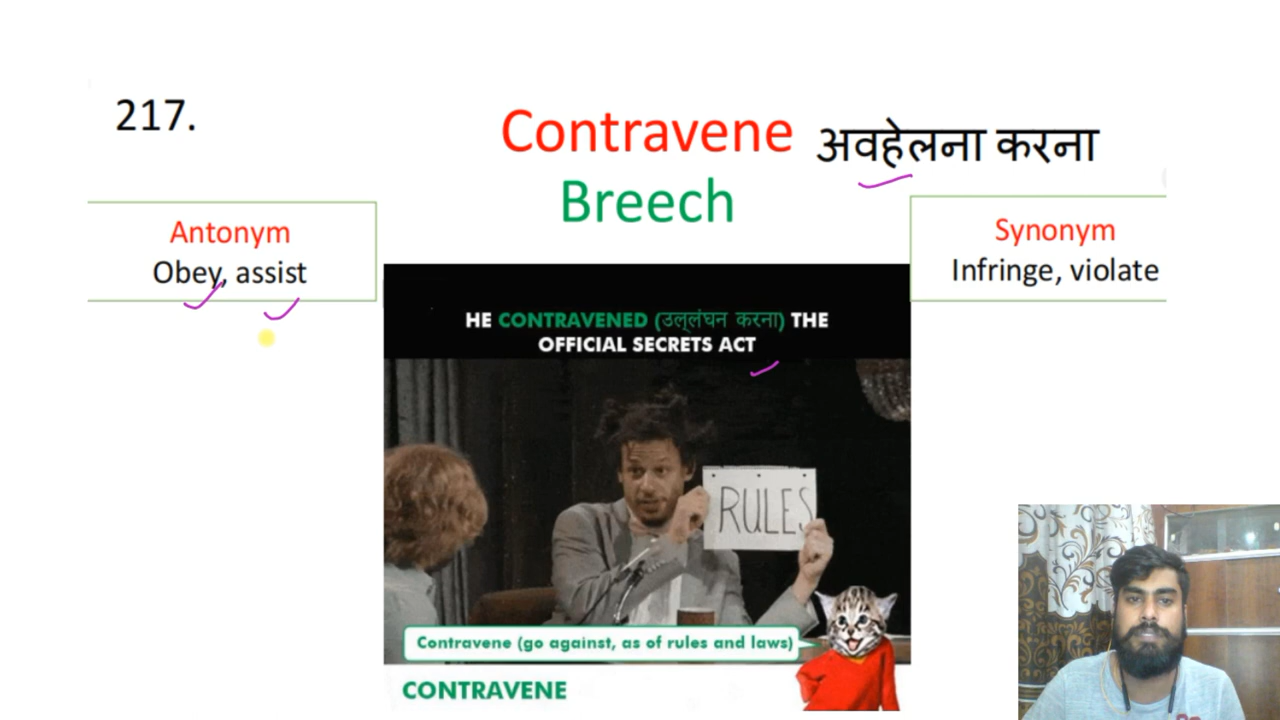 217.
Contravene अवहेलना करना
Breech
Antonym
Obey, assist
Synonym
Infringe, violate
HE CONTRAVENED (उल्लंघन करना) THE
OFFICIAL SECRETS ACT
RULES
Contravene (go against, as of rules and laws)
CONTRAVENE